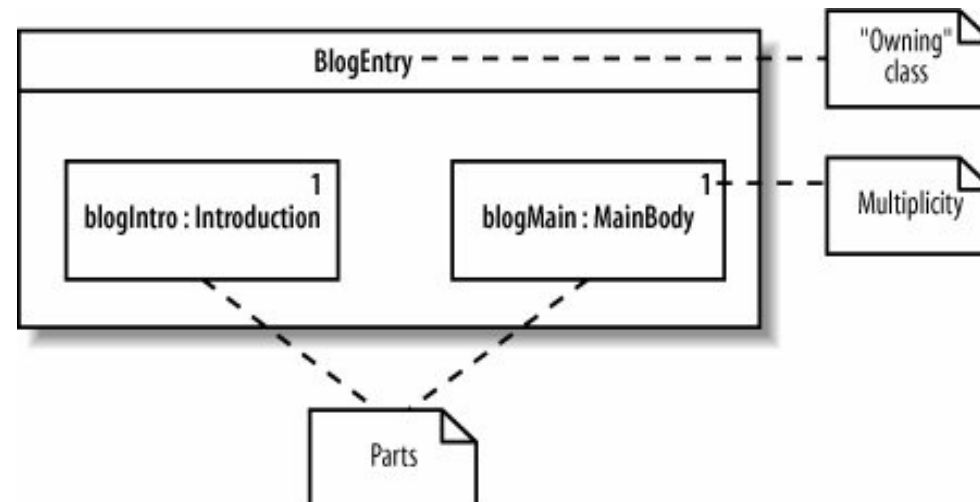 BlogEntry
"Owning"
class
1
blogIntro : Introduction
1
blogMain : MainBody
Multiplicity
Parts